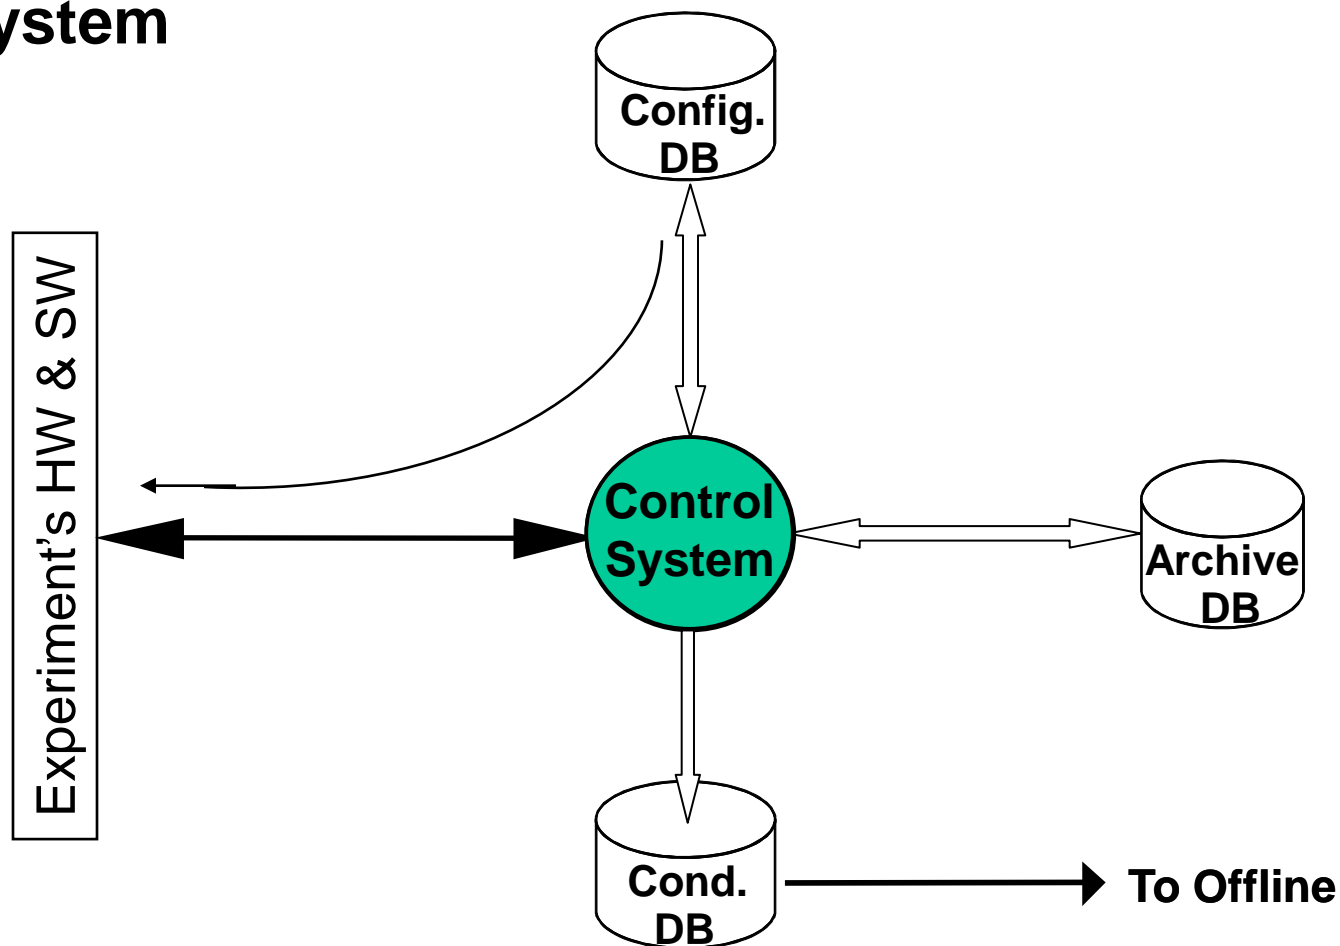 ystem
Config.
DB
Experiment's HW & SW
Control
System
Archive
DB
Cond.
DB
To Offline